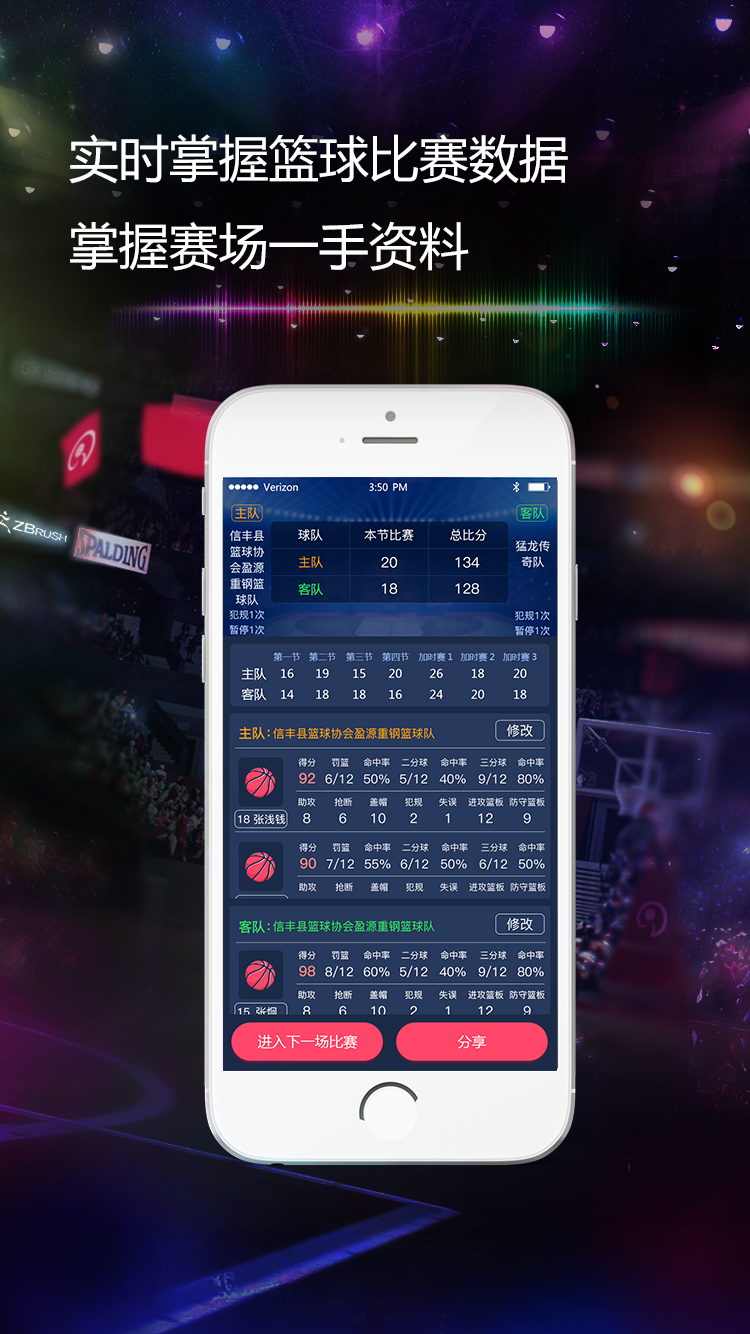 实时掌握篮球比赛数据
掌握赛场一手资料
ZBRUSH
SPALDING
Verizon
3:50 PM
主队
客队
信丰县
篮球协
会盈源
重钢篮
球队
犯规1次
暂停1次
球队 本节比赛 总比分
主队 20 134
客队 18 128
猛龙传
奇队
犯规1次
暂停1次
第一节 第二节 第三节 第四节 加时赛1 加时赛2 加时赛3
主队 16 19 15 20 26 18 20
客队 14 18 18 16 24 20 18
主队:信丰县篮球协会盈源重钢篮球队
修改
得分 罚篮 命中率 二分球 命中率 三分球 命中率
92 6/12 50% 5/12 40% 9/12 80%
助攻 抢断 盖帽 犯规 失误 进攻篮板 防守篮板
18 张浅钱
8 6 10 2 1 12 9
得分 罚篮 命中率 二分球 命中率 三分球 命中率
90 7/12 55% 6/12 50% 6/12 50%
助攻 抢断 盖帽 犯规 失误 进攻篮板 防守篮板
客队:信丰县篮球协会盈源重钢篮球队
修改
得分 罚篮 命中率 二分球 命中率 三分球 命中率
98 8/12 60% 5/12 40% 9/12 80%
助攻 抢断 盖帽 犯规 失误 进攻篮板 防守篮板
15 张炯
8 6 10 2 1 12 9
进入下一场比赛
分享